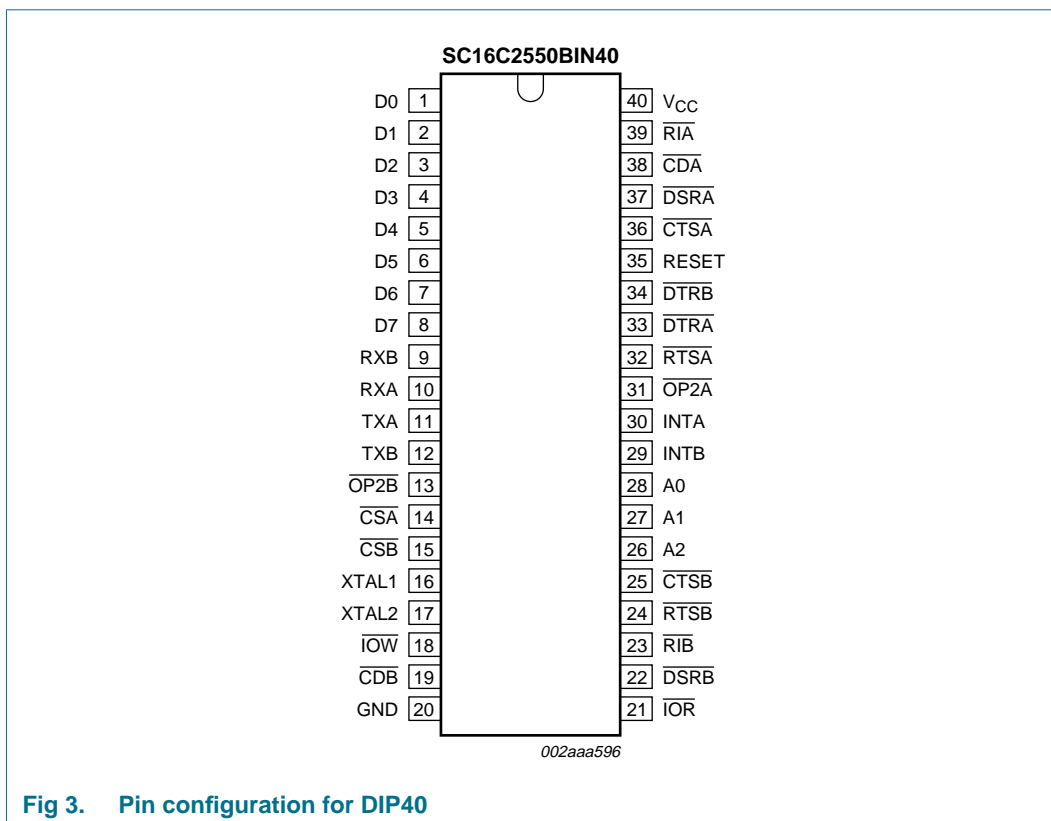 SC16C2550BIN40
D0 1 40 VCC
D1 2 39 RIA
D2 3 38 CDA
D3 4 37 DSRA
D4 5 36 CTSA
D5 6 35 RESET
D6 7 34 DTRB
D7 8 33 DTRA
RXB 9 32 RTSA
RXA 10 31 OP2A
TXA 11 30 INTA
TXB 12 29 INTB
OP2B 13 28 A0
CSA 14 27 A1
CSB 15 26 A2
XTAL1 16 25 CTSB
XTAL2 17 24 RTSB
IOW 18 23 RIB
CDB 19 22 DSRB
GND 20 21 IOR
002aaa596
Fig 3. Pin configuration for DIP40